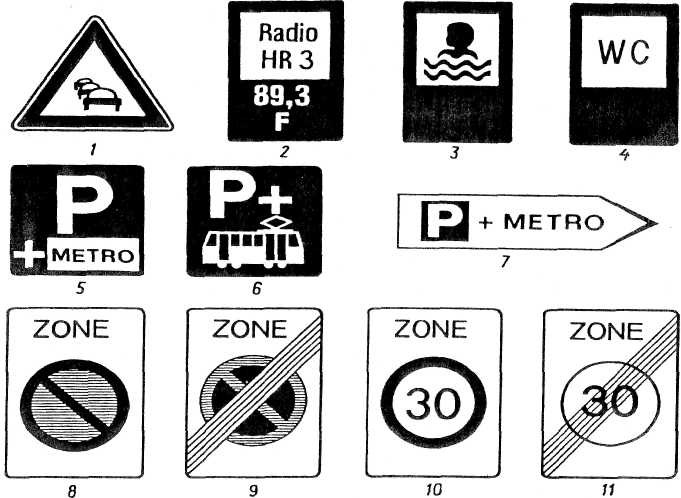 Radio
HR 3
89,3
F
WC
1
2
3
4
P
+ METRO
P+
P + METRO
5
6
7
ZONE
ZONE
ZONE
30
ZONE
30
8
9
10
11